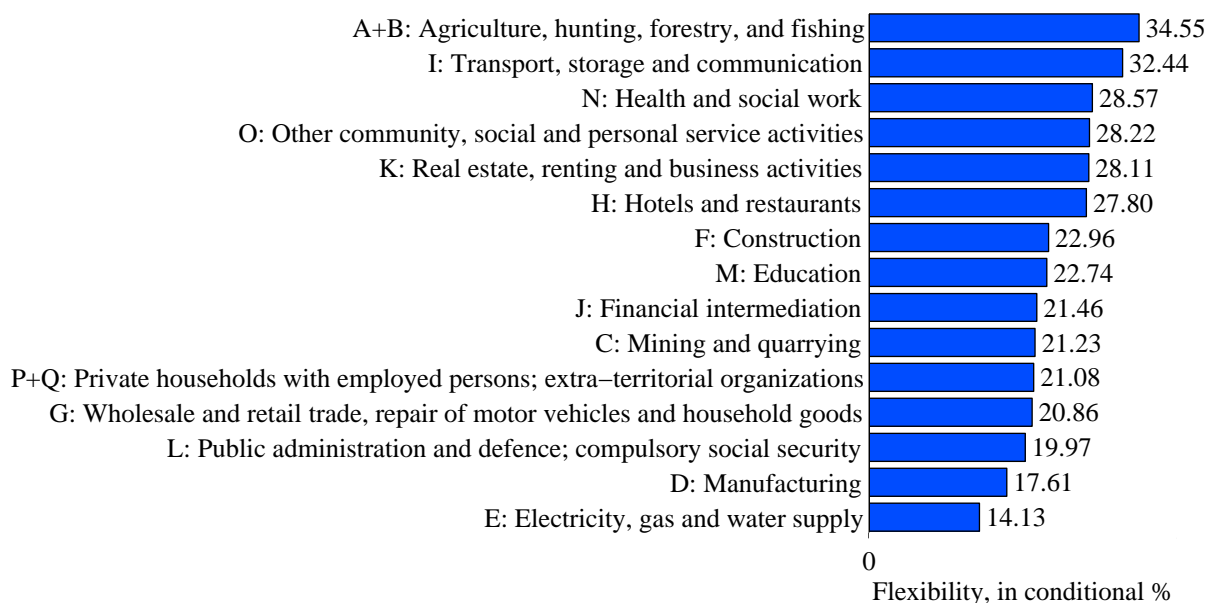 A+B: Agriculture, hunting, forestry, and fishing 34.55
I: Transport, storage and communication 32.44
N: Health and social work 28.57
O: Other community, social and personal service activities 28.22
K: Real estate, renting and business activities 28.11
H: Hotels and restaurants 27.80
F: Construction 22.96
M: Education 22.74
J: Financial intermediation 21.46
C: Mining and quarrying 21.23
P+Q: Private households with employed persons; extra−territorial organizations 21.08
G: Wholesale and retail trade, repair of motor vehicles and household goods 20.86
L: Public administration and defence; compulsory social security 19.97
D: Manufacturing 17.61
E: Electricity, gas and water supply 14.13
0
Flexibility, in conditional %